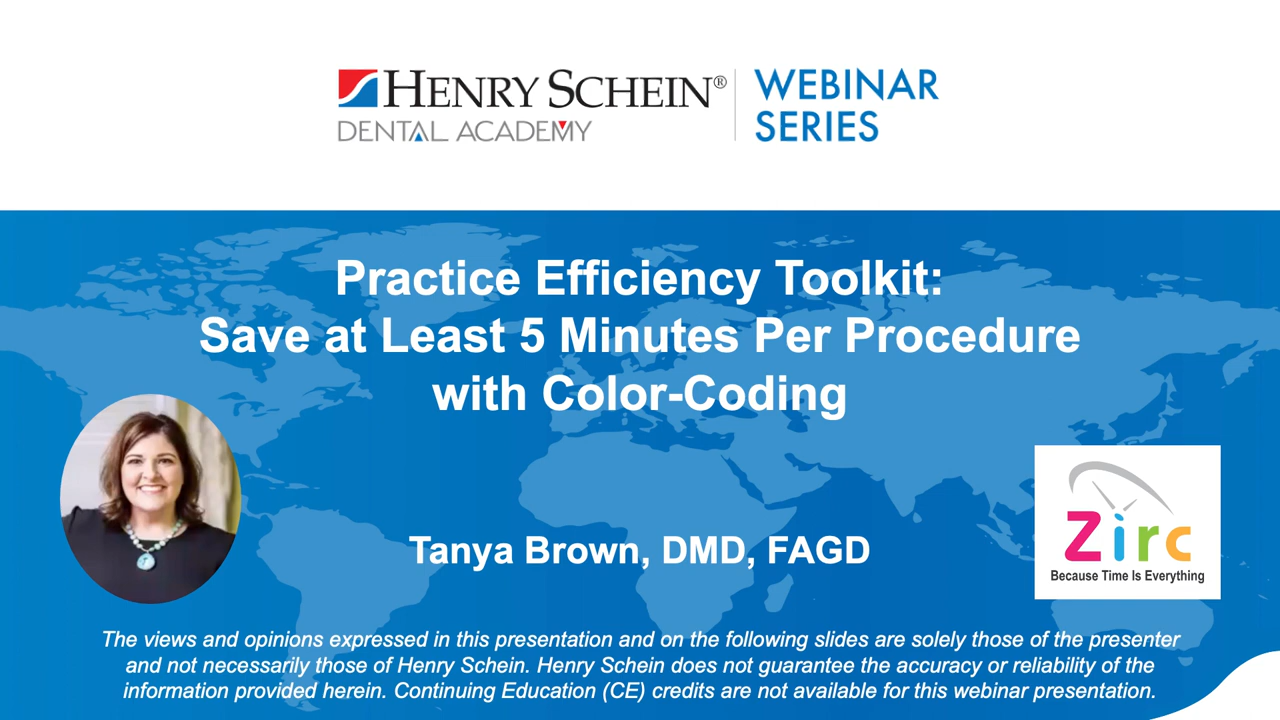 HENRY SCHEIN®
DENTAL ACADEMY
WEBINAR
SERIES
Practice Efficiency Toolkit:
Save at Least 5 Minutes Per Procedure
with Color-Coding
Tanya Brown, DMD, FAGD
Zirc
Because Time Is Everything
The views and opinions expressed in this presentation and on the following slides are solely those of the presenter
and not necessarily those of Henry Schein. Henry Schein does not guarantee the accuracy or reliability of the
information provided herein. Continuing Education (CE) credits are not available for this webinar presentation.